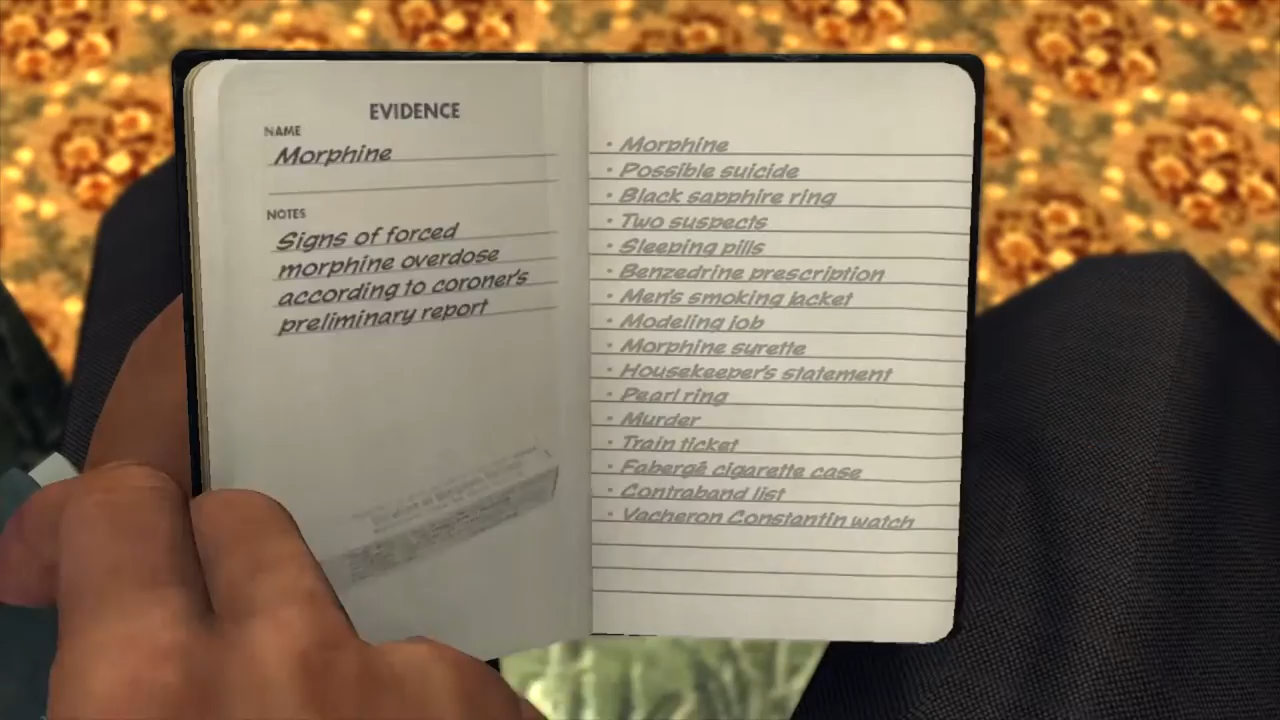 EVIDENCE
NAME
Morphine
NOTES
Signs of forced
morphine overdose
according to coroner's
preliminary report
• Morphine
• Possible suicide
• Black sapphire ring
• Two suspects
• Sleeping pills
• Benzedrine prescription
• Men's smoking jacket
• Modeling job
• Morphine syrette
• Housekeeper's statement
• Pearl ring
• Murder
• Train ticket
• Fabergé cigarette case
• Contraband list
• Vacheron Constantin watch